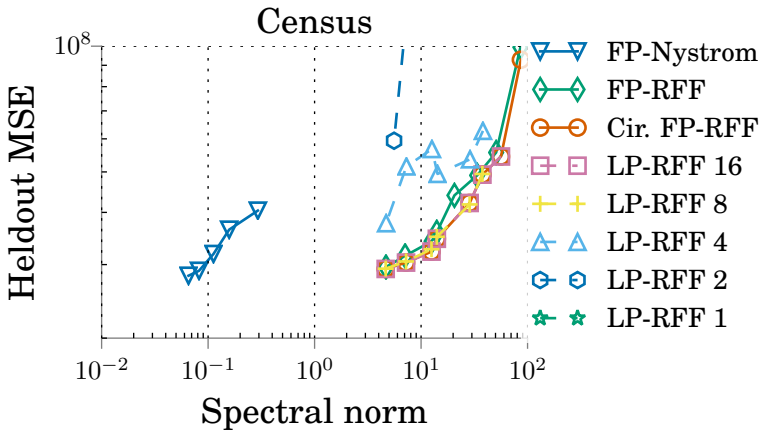 Census
10^8
Heldout MSE
10^−2
10^−1
10^0
10^1
10^2
Spectral norm
FP-Nystrom
FP-RFF
Cir. FP-RFF
LP-RFF 16
LP-RFF 8
LP-RFF 4
LP-RFF 2
LP-RFF 1